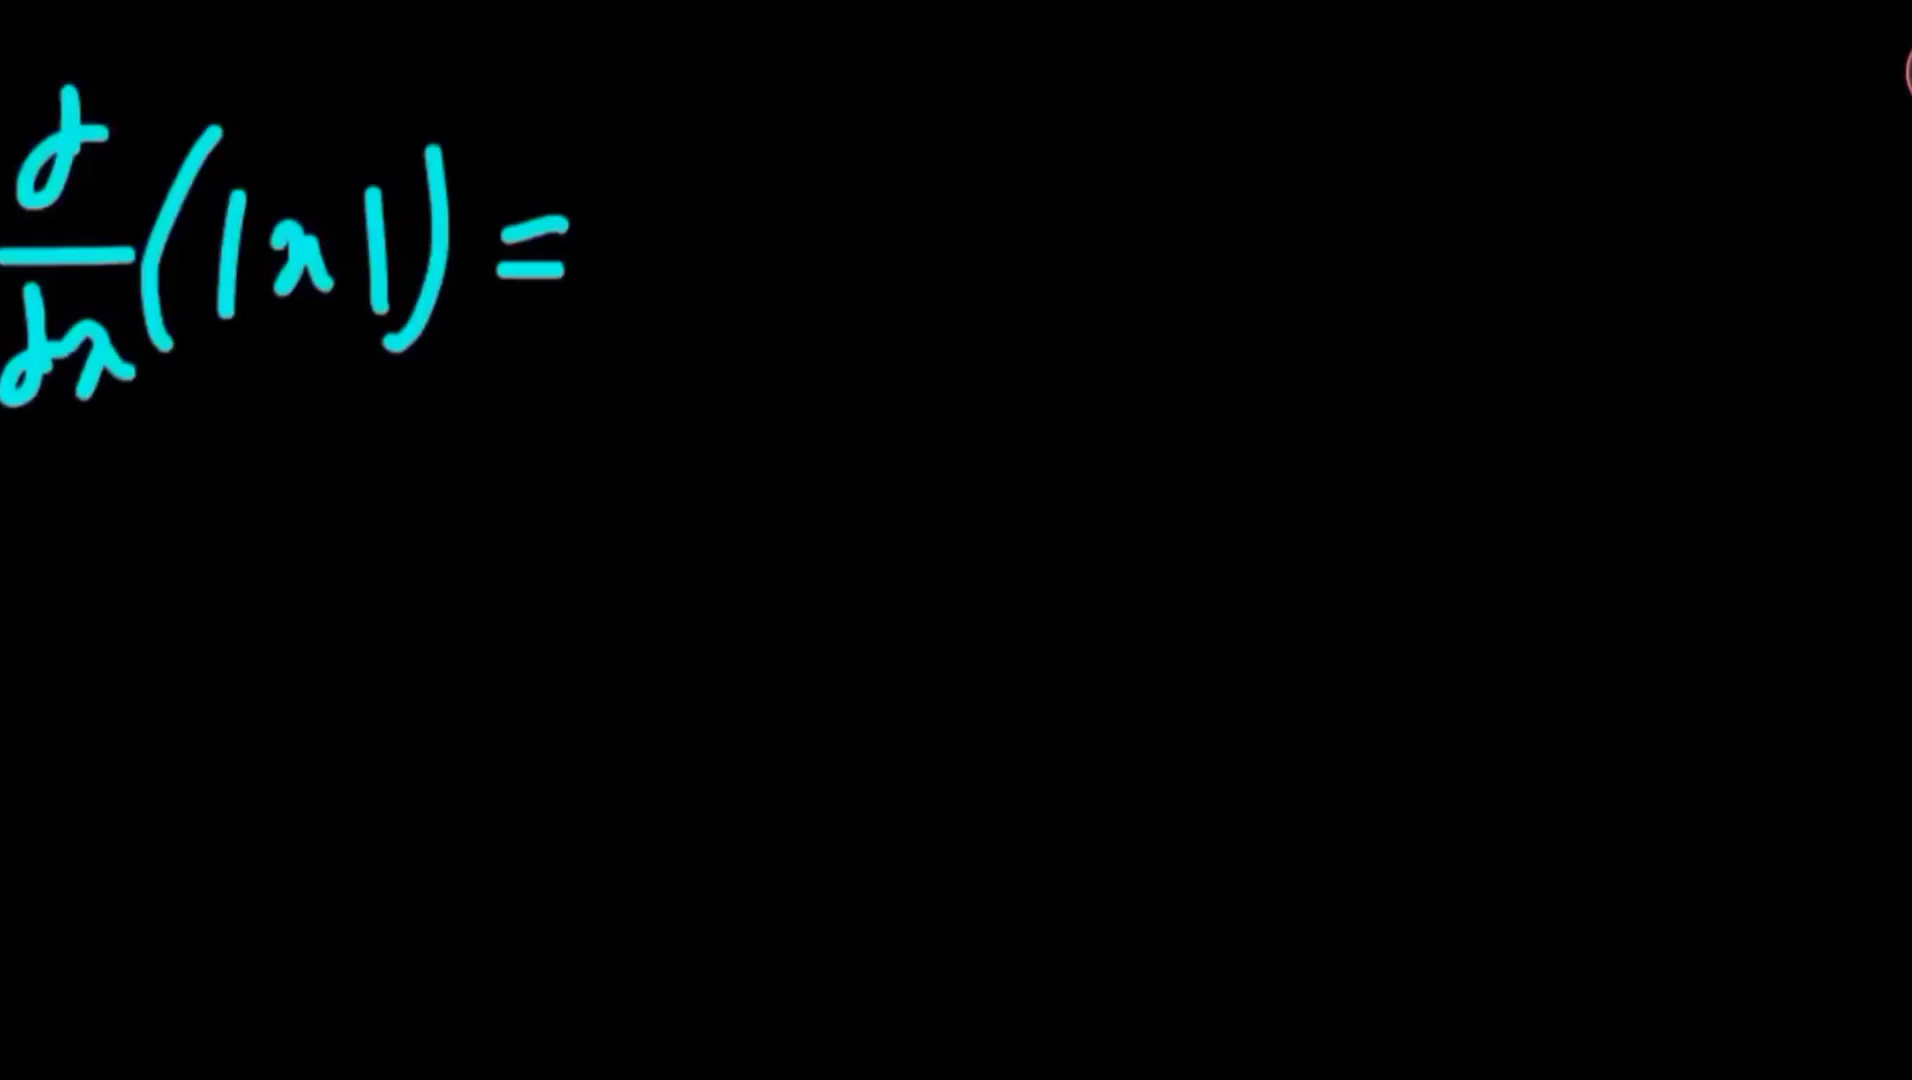 d/dx (|x|) =